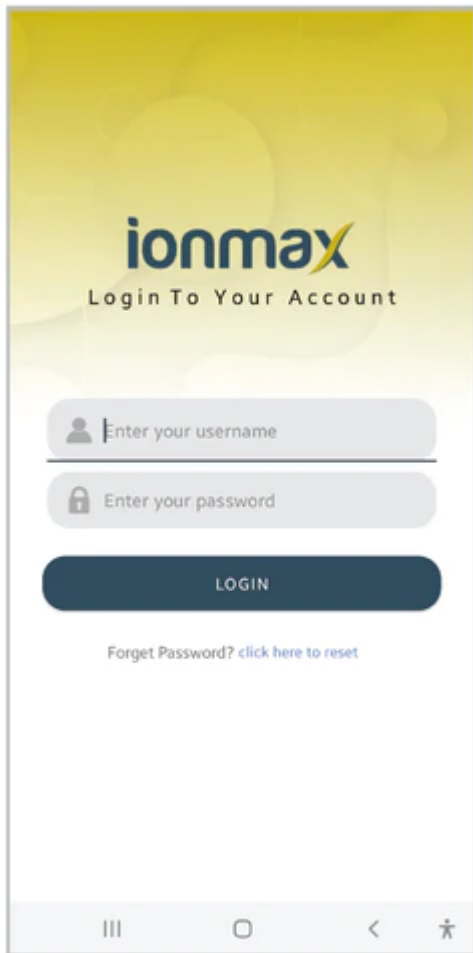 ionmax
Login To Your Account
Enter your username
Enter your password
LOGIN
Forget Password? click here to reset